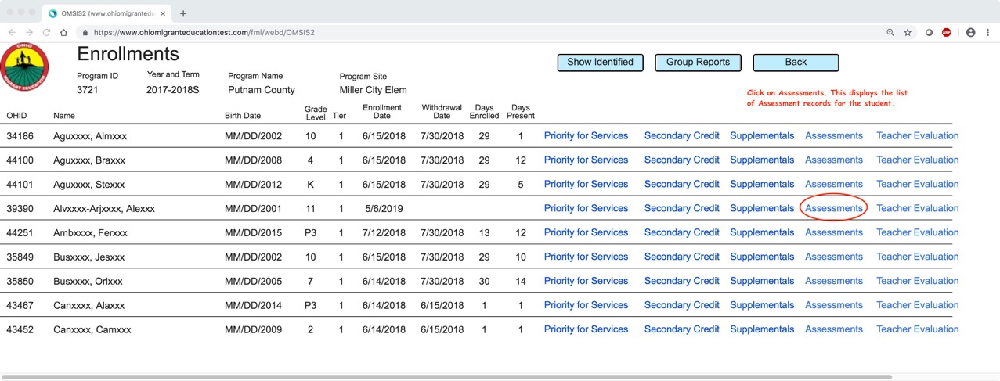 OMSIS2 (www.ohiomigranteduc
https://www.ohiomiganteducationtest.com/fmi/webd/OMSIS2
ABP
OHIO
MIGRANT EDUCATION
Enrollments
Show Identified Group Reports Back
Program ID Year and Term Program Name Program Site
3721 2017-2018S Putnam County Miller City Elem
Click on Assessments. This displays the list
of Assessment records for the student.
OHID Name Birth Date Grade Level Tier Enrollment Date Withdrawal Date Days Enrolled Days Present
34186 Aguxxxx, Almxxx MM/DD/2002 10 1 6/15/2018 7/30/2018 29 1 Priority for Services Secondary Credit Supplementals Assessments Teacher Evaluation
44100 Aguxxxx, Braxxx MM/DD/2008 4 1 6/15/2018 7/30/2018 29 12 Priority for Services Secondary Credit Supplementals Assessments Teacher Evaluation
44101 Aguxxxx, Stexxx MM/DD/2012 K 1 6/15/2018 7/30/2018 29 5 Priority for Services Secondary Credit Supplementals Assessments Teacher Evaluation
39390 Alvxxxx-Arjxxxx, Alexxx MM/DD/2001 11 1 5/6/2019 Priority for Services Secondary Credit Supplementals Assessments Teacher Evaluation
44251 Ambxxxx, Ferxxx MM/DD/2015 P3 1 7/12/2018 7/30/2018 13 12 Priority for Services Secondary Credit Supplementals Assessments Teacher Evaluation
35849 Busxxxx, Jesxxx MM/DD/2002 10 1 6/15/2018 7/30/2018 29 10 Priority for Services Secondary Credit Supplementals Assessments Teacher Evaluation
35850 Busxxxx, Orlxxx MM/DD/2005 7 1 6/14/2018 7/30/2018 30 14 Priority for Services Secondary Credit Supplementals Assessments Teacher Evaluation
43467 Canxxxx, Alaxxx MM/DD/2014 P3 1 6/14/2018 6/15/2018 1 1 Priority for Services Secondary Credit Supplementals Assessments Teacher Evaluation
43452 Canxxxx, Camxxx MM/DD/2009 2 1 6/14/2018 6/15/2018 1 1 Priority for Services Secondary Credit Supplementals Assessments Teacher Evaluation